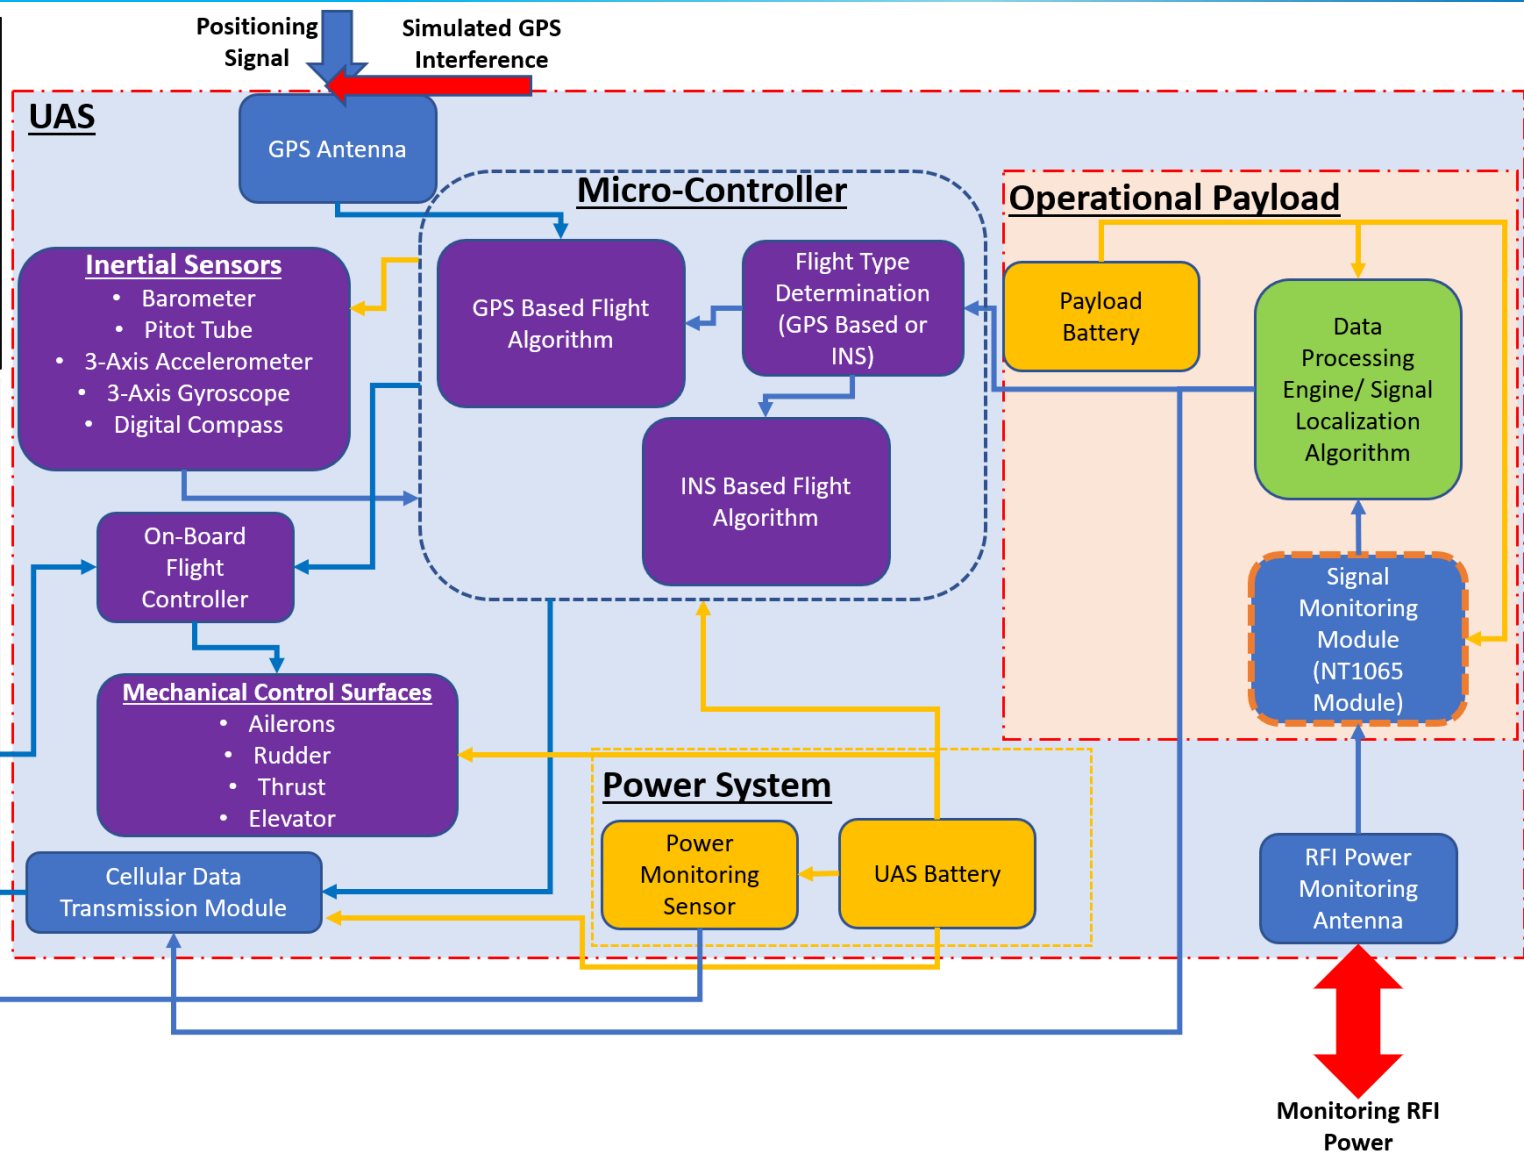 Positioning
Signal
Simulated GPS
Interference
UAS
GPS Antenna
Micro-Controller
Operational Payload
Inertial Sensors
• Barometer
• Pitot Tube
• 3-Axis Accelerometer
• 3-Axis Gyroscope
• Digital Compass
GPS Based Flight
Algorithm
Flight Type
Determination
(GPS Based or
INS)
Payload
Battery
Data
Processing
Engine/ Signal
Localization
Algorithm
INS Based Flight
Algorithm
On-Board
Flight
Controller
Signal
Monitoring
Module
(NT1065
Module)
Mechanical Control Surfaces
• Ailerons
• Rudder
• Thrust
• Elevator
Power System
Power
Monitoring
Sensor
UAS Battery
Cellular Data
Transmission Module
RFI Power
Monitoring
Antenna
Monitoring RFI
Power